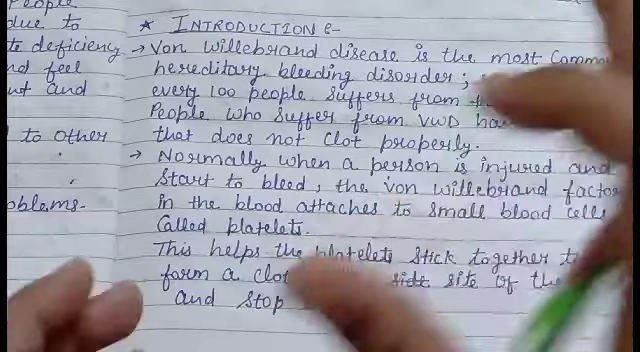 People
due to
te deficiency
nd feel
ut and
to other
oblems.
* INTRODUCTION :-
→ Von willebrand disease is the most Commo
hereditary bleeding disorder;
every 100 people suffers from
People who suffer from VWD ha
that does not Clot properly.
→ Normally when a person is injured and
Start to bleed, the von willebrand factor
in the blood attaches to small blood cells
Called platelets.
This helps the platelets stick together t
form a clot site of the
and stop